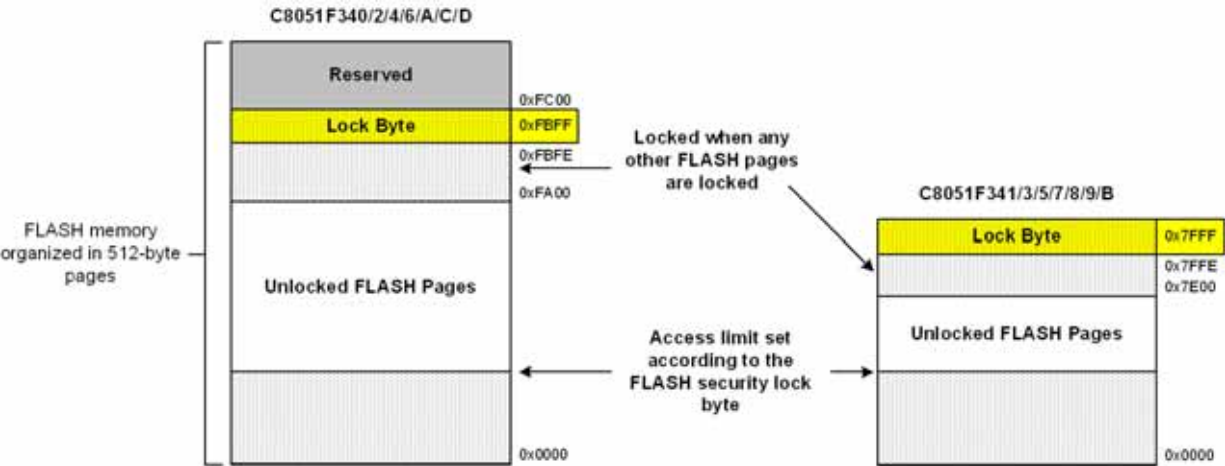 C8051F340/2/4/6/A/C/D
Reserved
0xFC00
Lock Byte
0xFBFF
0xFBFE
0xFA00
FLASH memory
organized in 512-byte
pages
Unlocked FLASH Pages
0x0000
Locked when any
other FLASH pages
are locked
Access limit set
according to the
FLASH security lock
byte
C8051F341/3/5/7/8/9/B
Lock Byte
0x7FFF
0x7FFE
0x7E00
Unlocked FLASH Pages
0x0000